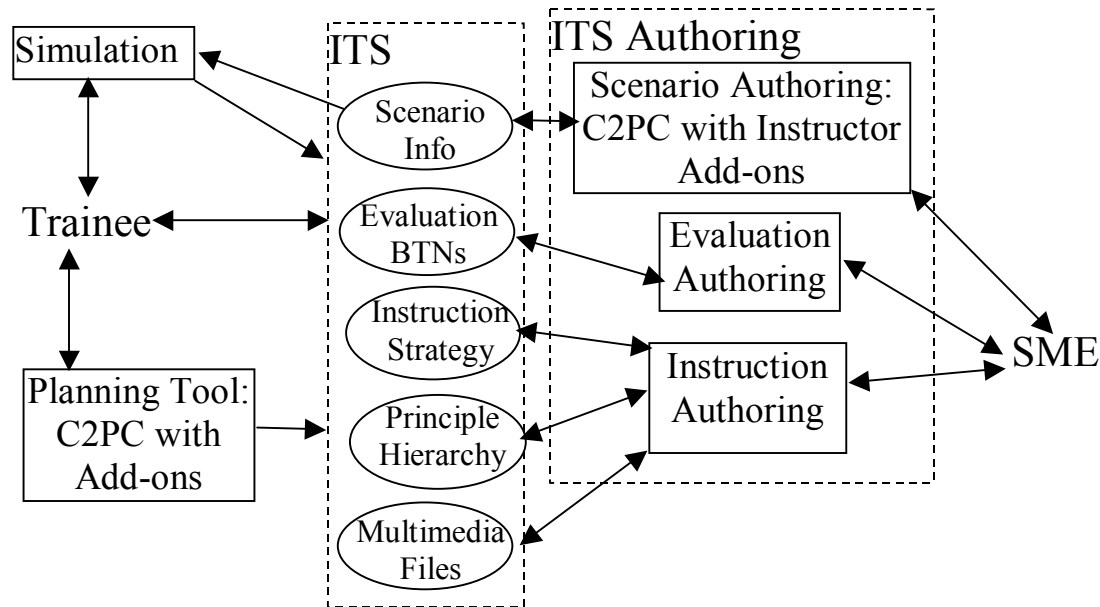 Simulation
Trainee
Planning Tool:
C2PC with
Add-ons
ITS
Scenario
Info
Evaluation
BTNs
Instruction
Strategy
Principle
Hierarchy
Multimedia
Files
ITS Authoring
Scenario Authoring:
C2PC with Instructor
Add-ons
Evaluation
Authoring
Instruction
Authoring
SME